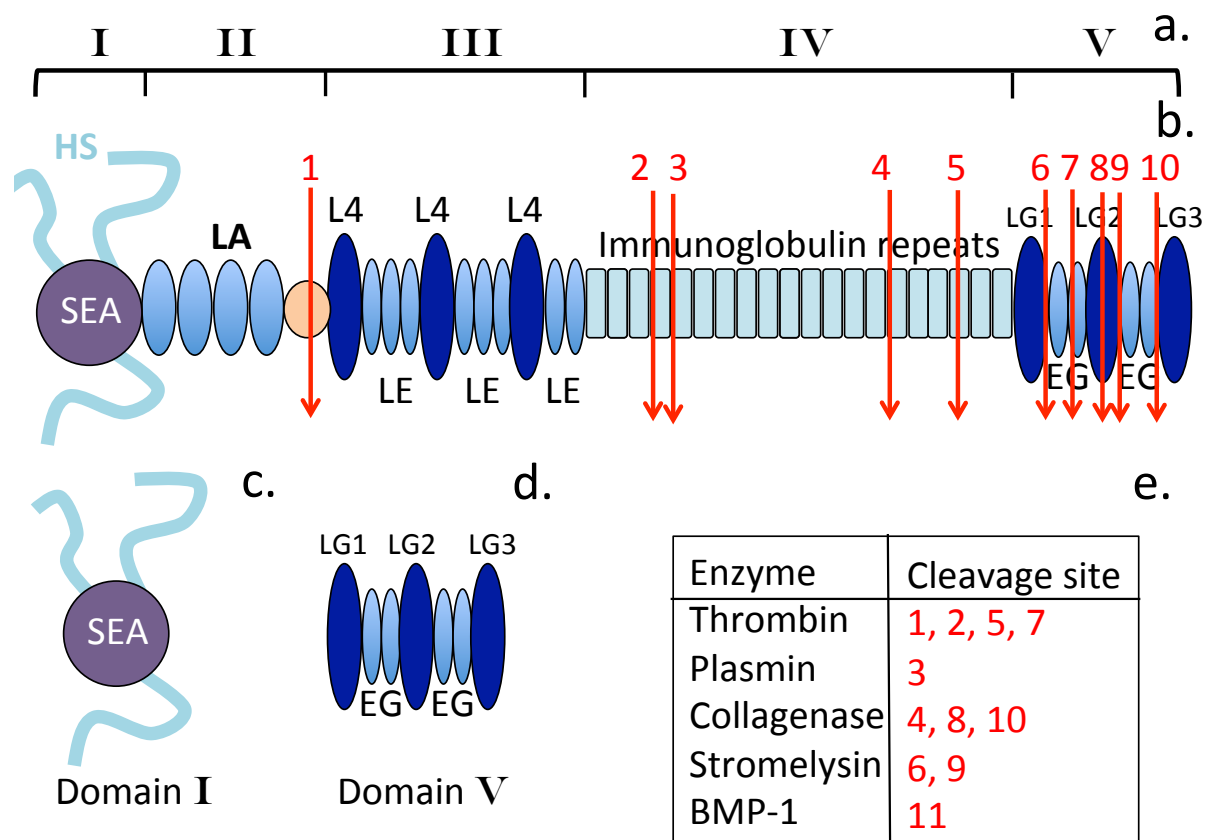 a.
I II III IV V
b.
HS
1 2 3 4 5 6 7 8 9 10
L4 L4 L4 LG1 LG2 LG3
LA
Immunoglobulin repeats
SEA
LE LE LE
EG EG
c.
d.
e.
LG1 LG2 LG3
SEA
EG EG
Domain I
Domain V
Enzyme Cleavage site
Thrombin 1, 2, 5, 7
Plasmin 3
Collagenase 4, 8, 10
Stromelysin 6, 9
BMP-1 11